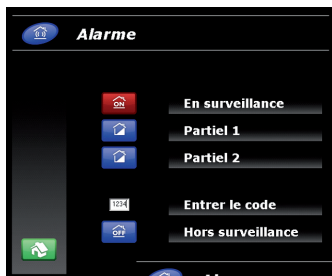 Alarme
ON
En surveillance
Partiel 1
Partiel 2
1234
Entrer le code
OFF
Hors surveillance